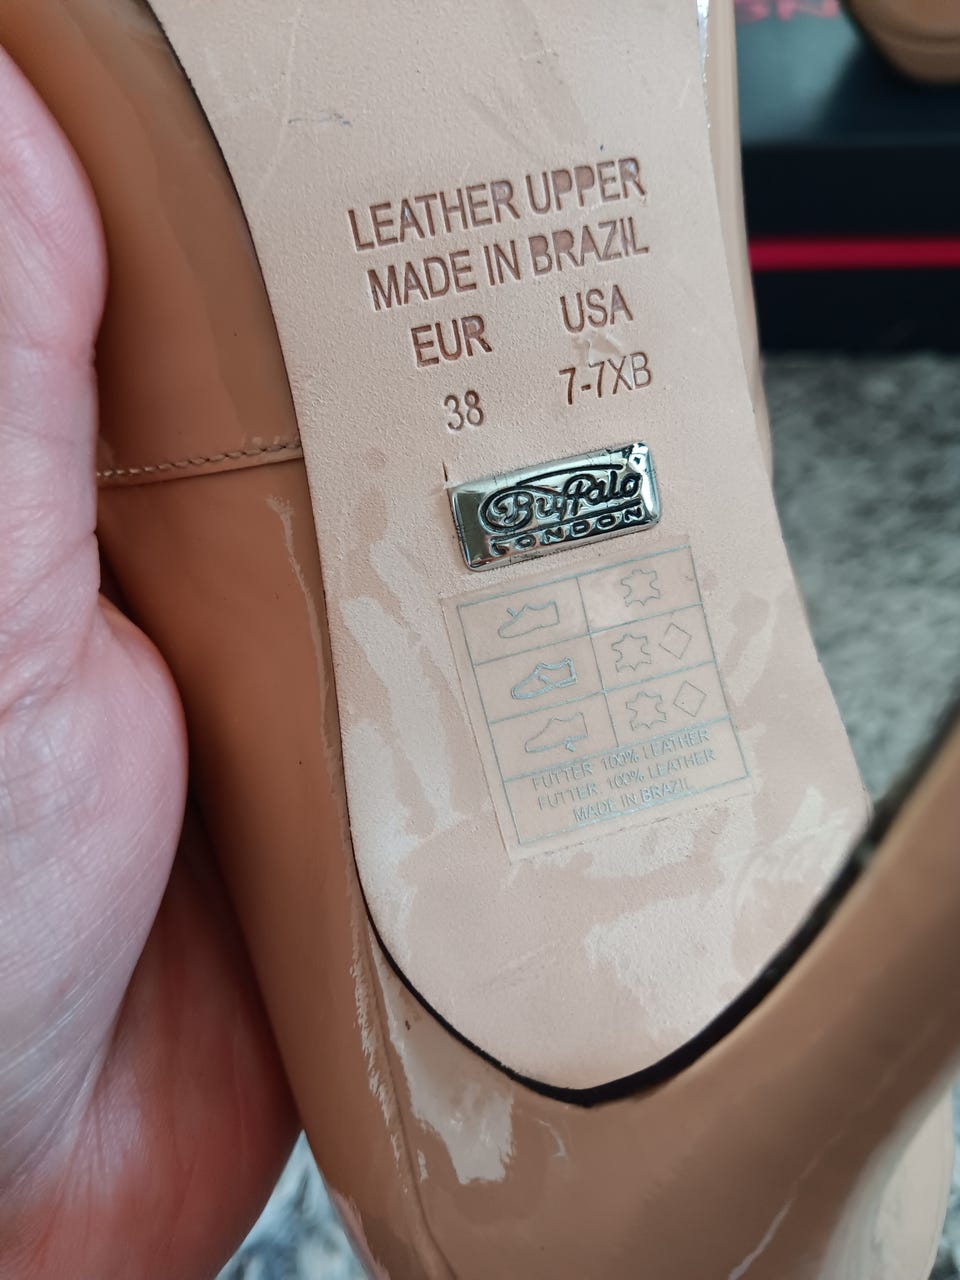 LEATHER UPPER
MADE IN BRAZIL
EUR USA
38 7-7XB
Buffalo
LONDON
FUTTER 100% LEATHER
FUTTER. 100% LEATHER
MADE IN BRAZIL